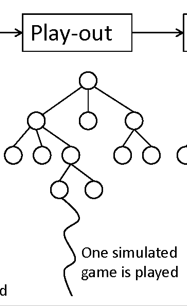 Play-out
One simulated
game is played
d